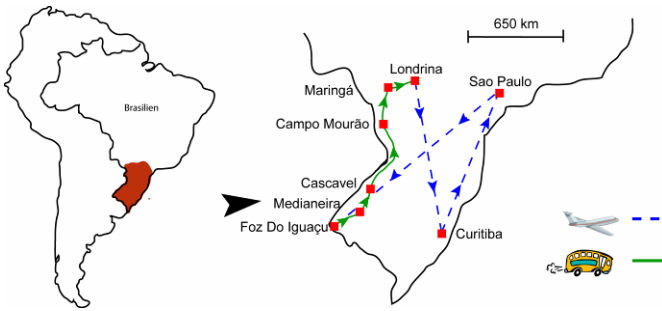 650 km
Londrina
Sao Paulo
Maringá
Brasilien
Campo Mourão
Cascavel
Medianeira
Foz Do Iguaçu
Curitiba